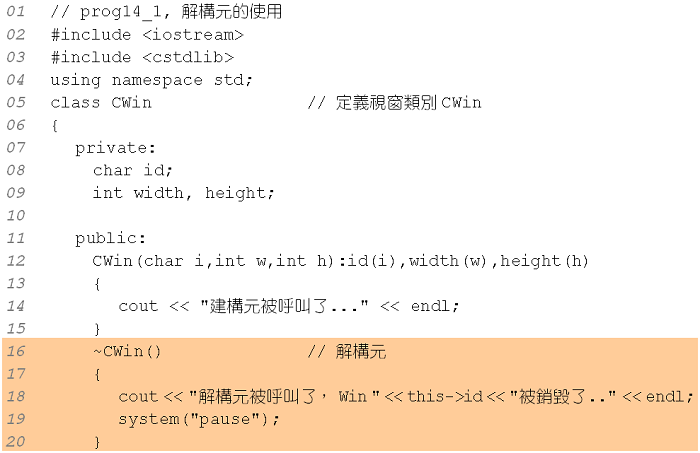 01 // prog14_1, 解構元的使用
02 #include <iostream>
03 #include <cstdlib>
04 using namespace std;
05 class CWin // 定義視窗類別 CWin
06 {
07 private:
08 char id;
09 int width, height;
10
11 public:
12 CWin(char i,int w,int h):id(i),width(w),height(h)
13 {
14 cout << "建構元被呼叫了..." << endl;
15 }
16 ~CWin() // 解構元
17 {
18 cout << "解構元被呼叫了, Win "<<this->id<<"被銷毀了.."<<endl;
19 system("pause");
20 }